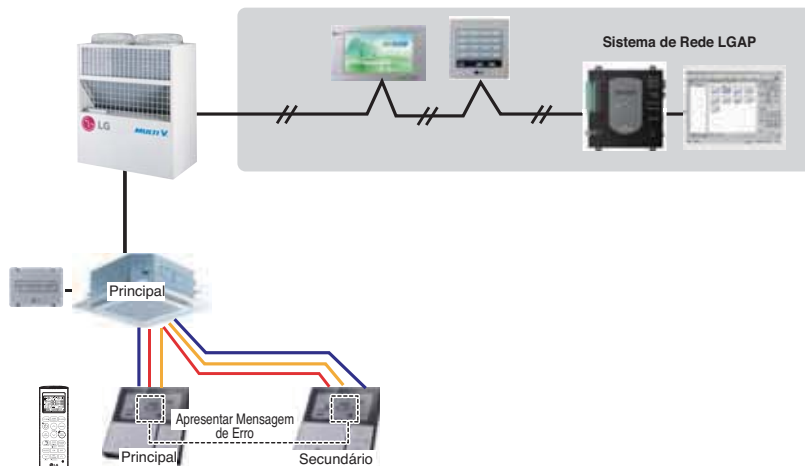 Sistema de Rede LGAP
LG
MULTI V
Principal
Apresentar Mensagem
de Erro
Principal
Secundário